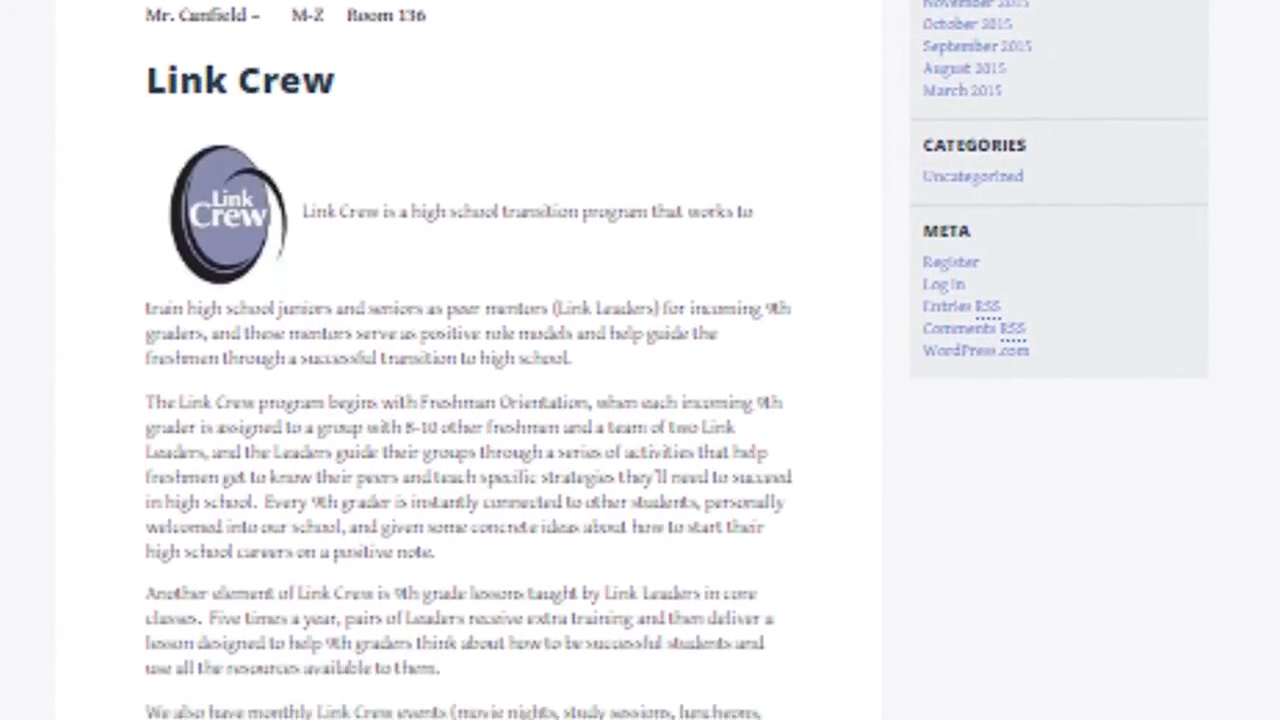 Mr. Canfield – M-Z Room 136
Link Crew
Link
Crew
Link Crew is a high school transition program that works to
train high school juniors and seniors as peer mentors (Link Leaders) for incoming 9th
graders, and these mentors serve as positive role models and help guide the
freshmen through a successful transition to high school.
The Link Crew program begins with Freshman Orientation, when each incoming 9th
grader is assigned to a group with 8-10 other freshmen and a team of two Link
Leaders, and the Leaders guide their groups through a series of activities that help
freshmen get to know their peers and teach specific strategies they'll need to succeed
in high school. Every 9th grader is instantly connected to other students, personally
welcomed into our school, and given some concrete ideas about how to start their
high school careers on a positive note.
Another element of Link Crew is 9th grade lessons taught by Link Leaders in core
classes. Five times a year, pairs of Leaders receive extra training and then deliver a
lesson designed to help 9th graders think about how to be successful students and
use all the resources available to them.
We also have monthly Link Crew events (movie nights, study sessions, luncheons,
November 2015
October 2015
September 2015
August 2015
March 2015
CATEGORIES
Uncategorized
META
Register
Log in
Entries RSS
Comments RSS
WordPress.com